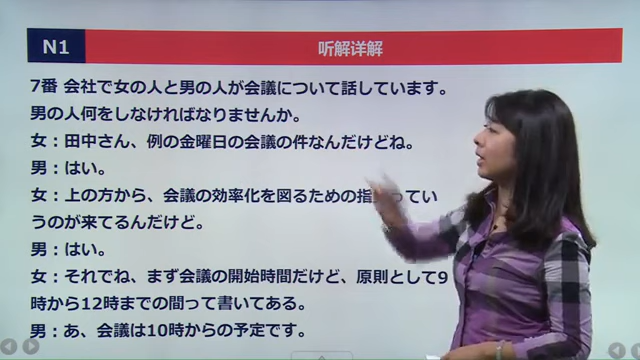 N1
听解详解
7番 会社で女の人と男の人が会議について話しています。
男の人何をしなければなりませんか。
女：田中さん、例の金曜日の会議の件なんだけどね。
男：はい。
女：上の方から、会議の効率化を図るための指
ってい
うのが来てるんだけど。
男：はい。
女：それでね、まず会議の開始時間だけど、原則として9
時から12時までの間って書いてある。
男：あ、会議は10時からの予定です。